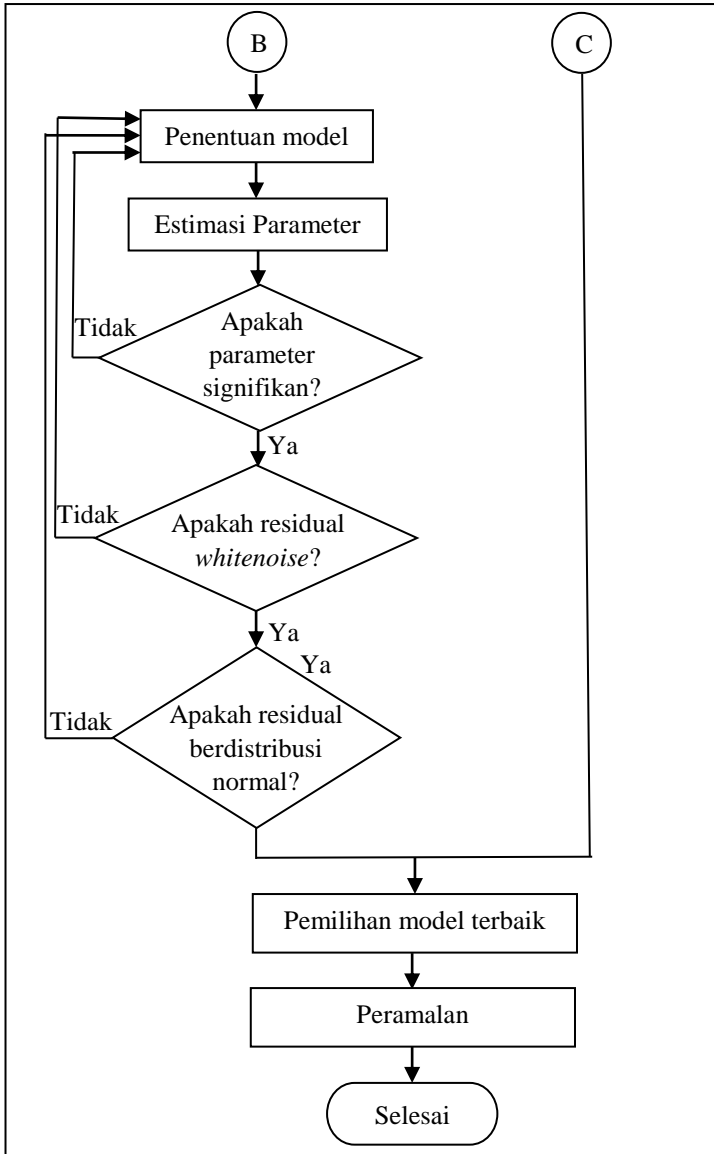 B
C
Penentuan model
Estimasi Parameter
Tidak
Apakah
parameter
signifikan?
Ya
Tidak
Apakah residual
whitenoise?
Ya
Ya
Tidak
Apakah residual
berdistribusi
normal?
Pemilihan model terbaik
Peramalan
Selesai